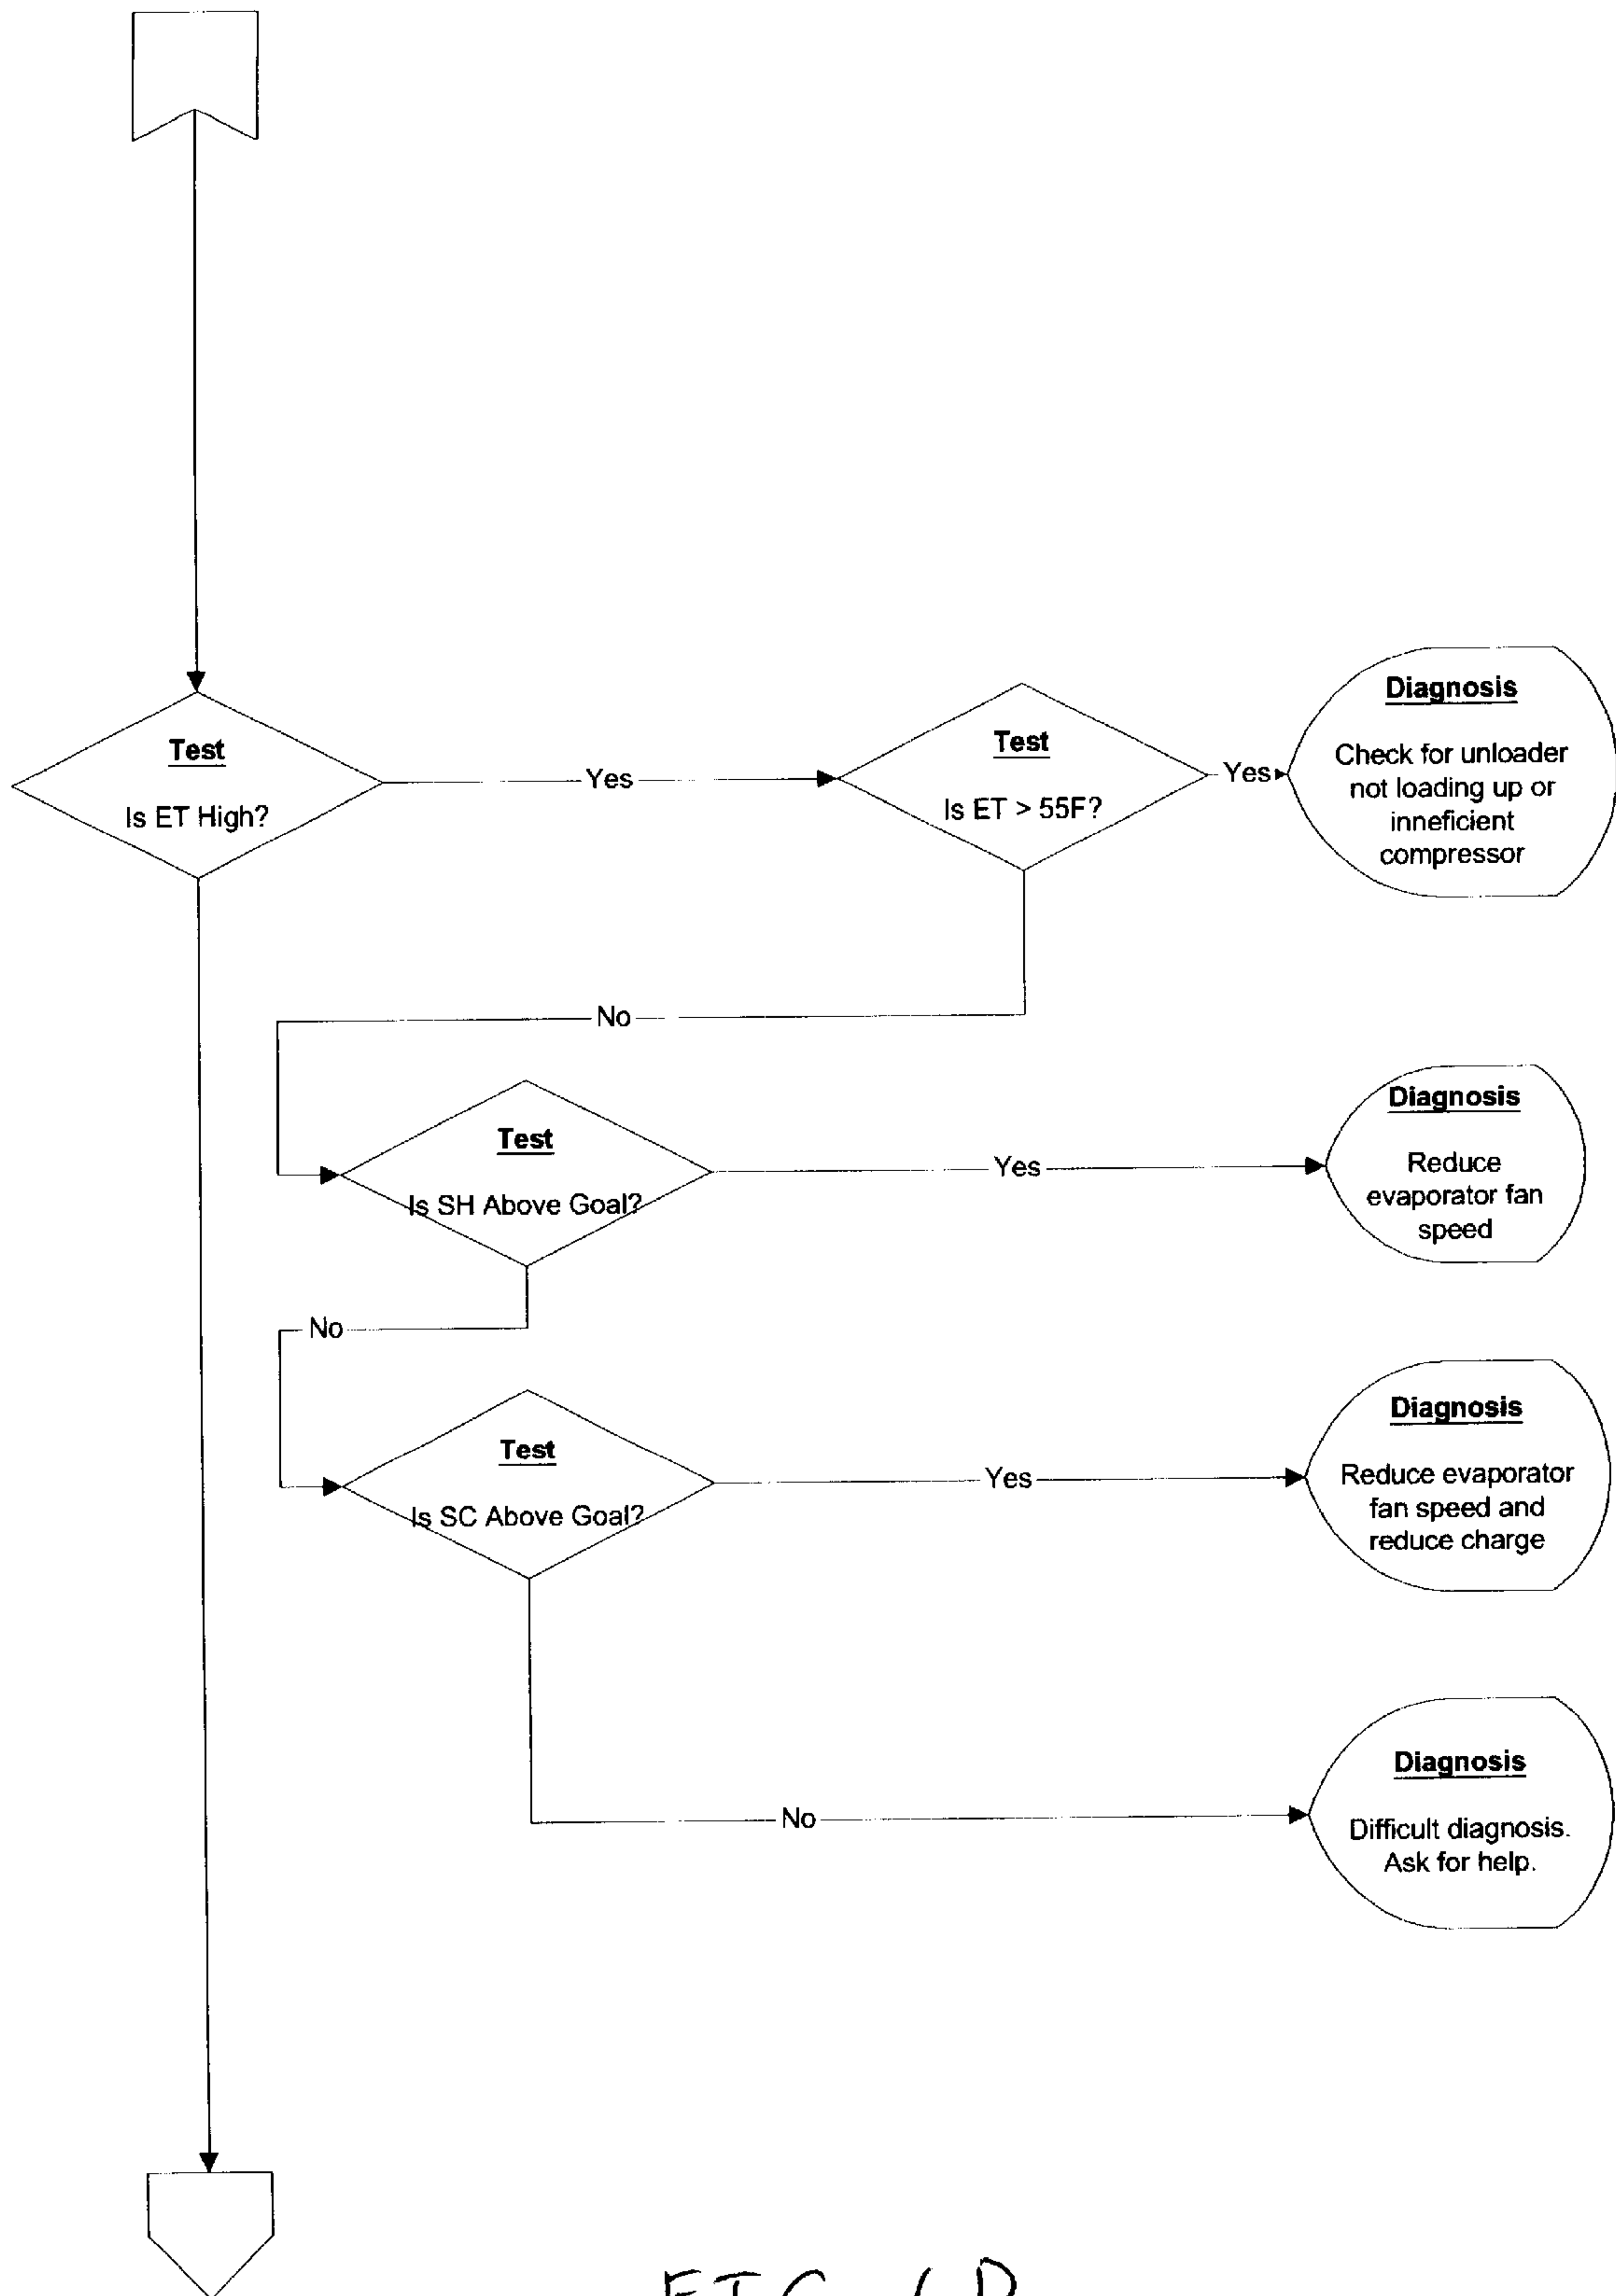 Test
Is ET High?
Yes
Test
Is ET > 55F?
Yes
Diagnosis
Check for unloader
not loading up or
inneficient
compressor
No
Test
Is SH Above Goal?
Yes
Diagnosis
Reduce
evaporator fan
speed
No
Test
Is SC Above Goal?
Yes
Diagnosis
Reduce evaporator
fan speed and
reduce charge
No
Diagnosis
Difficult diagnosis.
Ask for help.